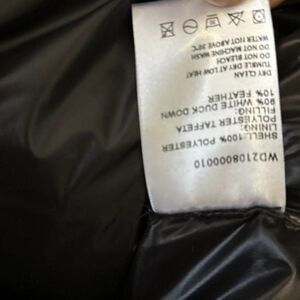 WD2108000010
SHELL:100% POLYESTER
LINING:
POLYESTER TAFFETA
FILLING:
90% WHITE DUCK DOWN
10% FEATHER
DRY CLEAN
TUMBLE DRY AT LOW HEAT
DO NOT BLEACH
DO NOT MACHINE WASH
WATER NOT ABOVE 30°C